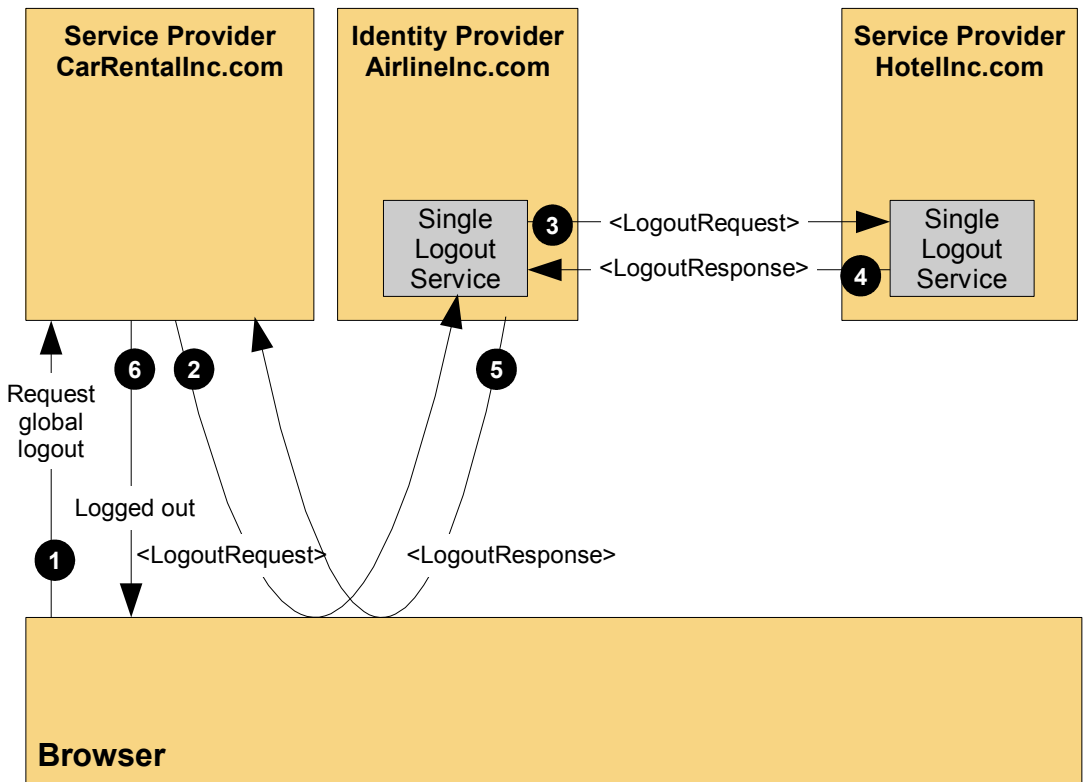 Service Provider
CarRentalInc.com
Identity Provider
AirlineInc.com
Service Provider
HotelInc.com
Single
Logout
Service
3
<LogoutRequest>
Single
Logout
Service
<LogoutResponse>
4
6
2
5
Request
global
logout
Logged out
1
<LogoutRequest>
<LogoutResponse>
Browser